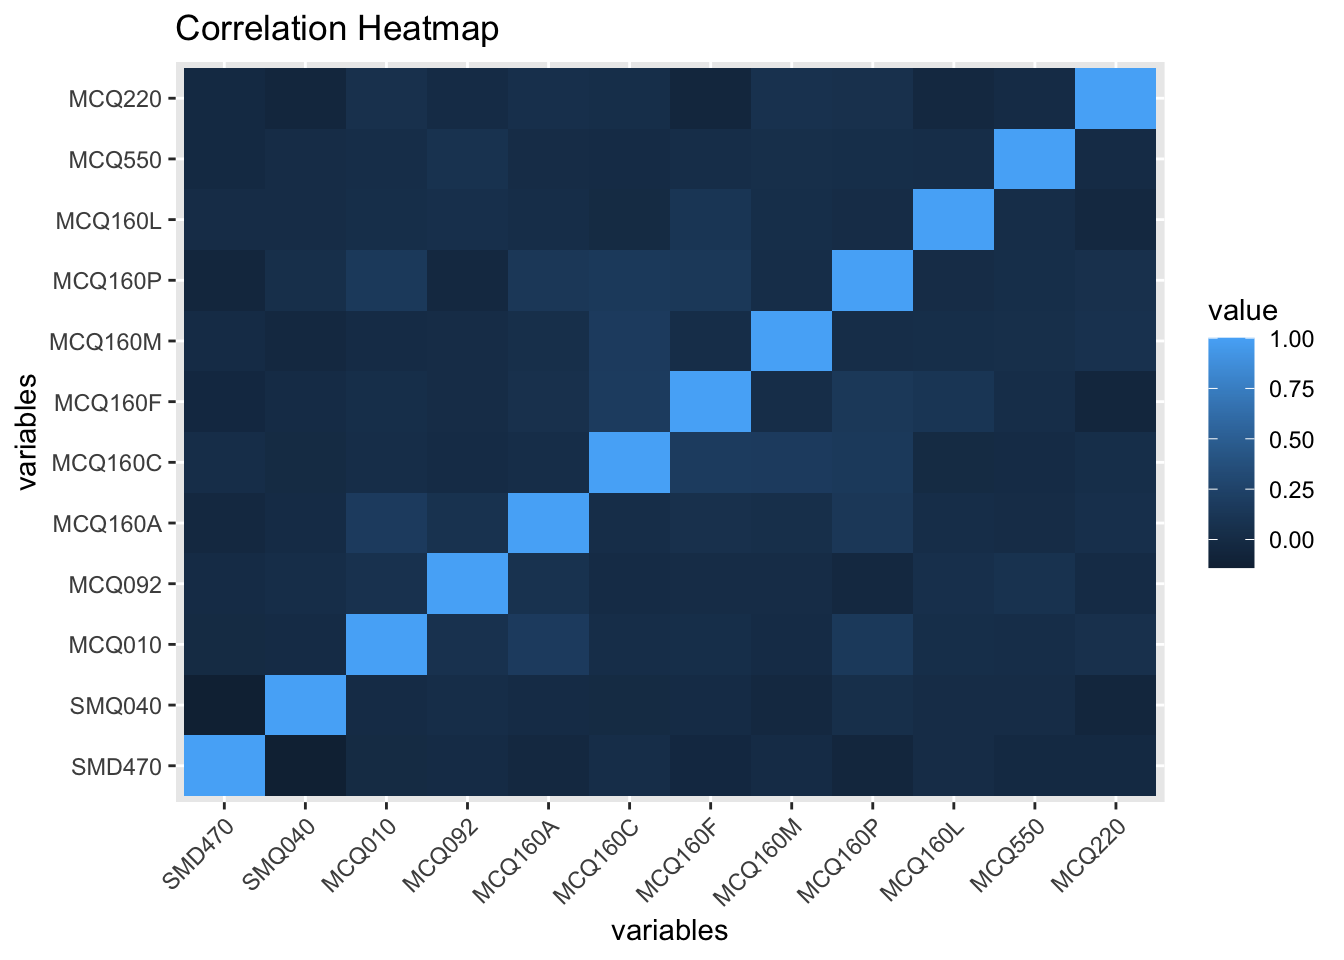 Correlation Heatmap
MCQ220
MCQ550
MCQ160L
MCQ160P
MCQ160M
MCQ160F
MCQ160C
MCQ160A
MCQ092
MCQ010
SMQ040
SMD470
variables
SMD470
SMQ040
MCQ010
MCQ092
MCQ160A
MCQ160C
MCQ160F
MCQ160M
MCQ160P
MCQ160L
MCQ550
MCQ220
variables
value
1.00
0.75
0.50
0.25
0.00